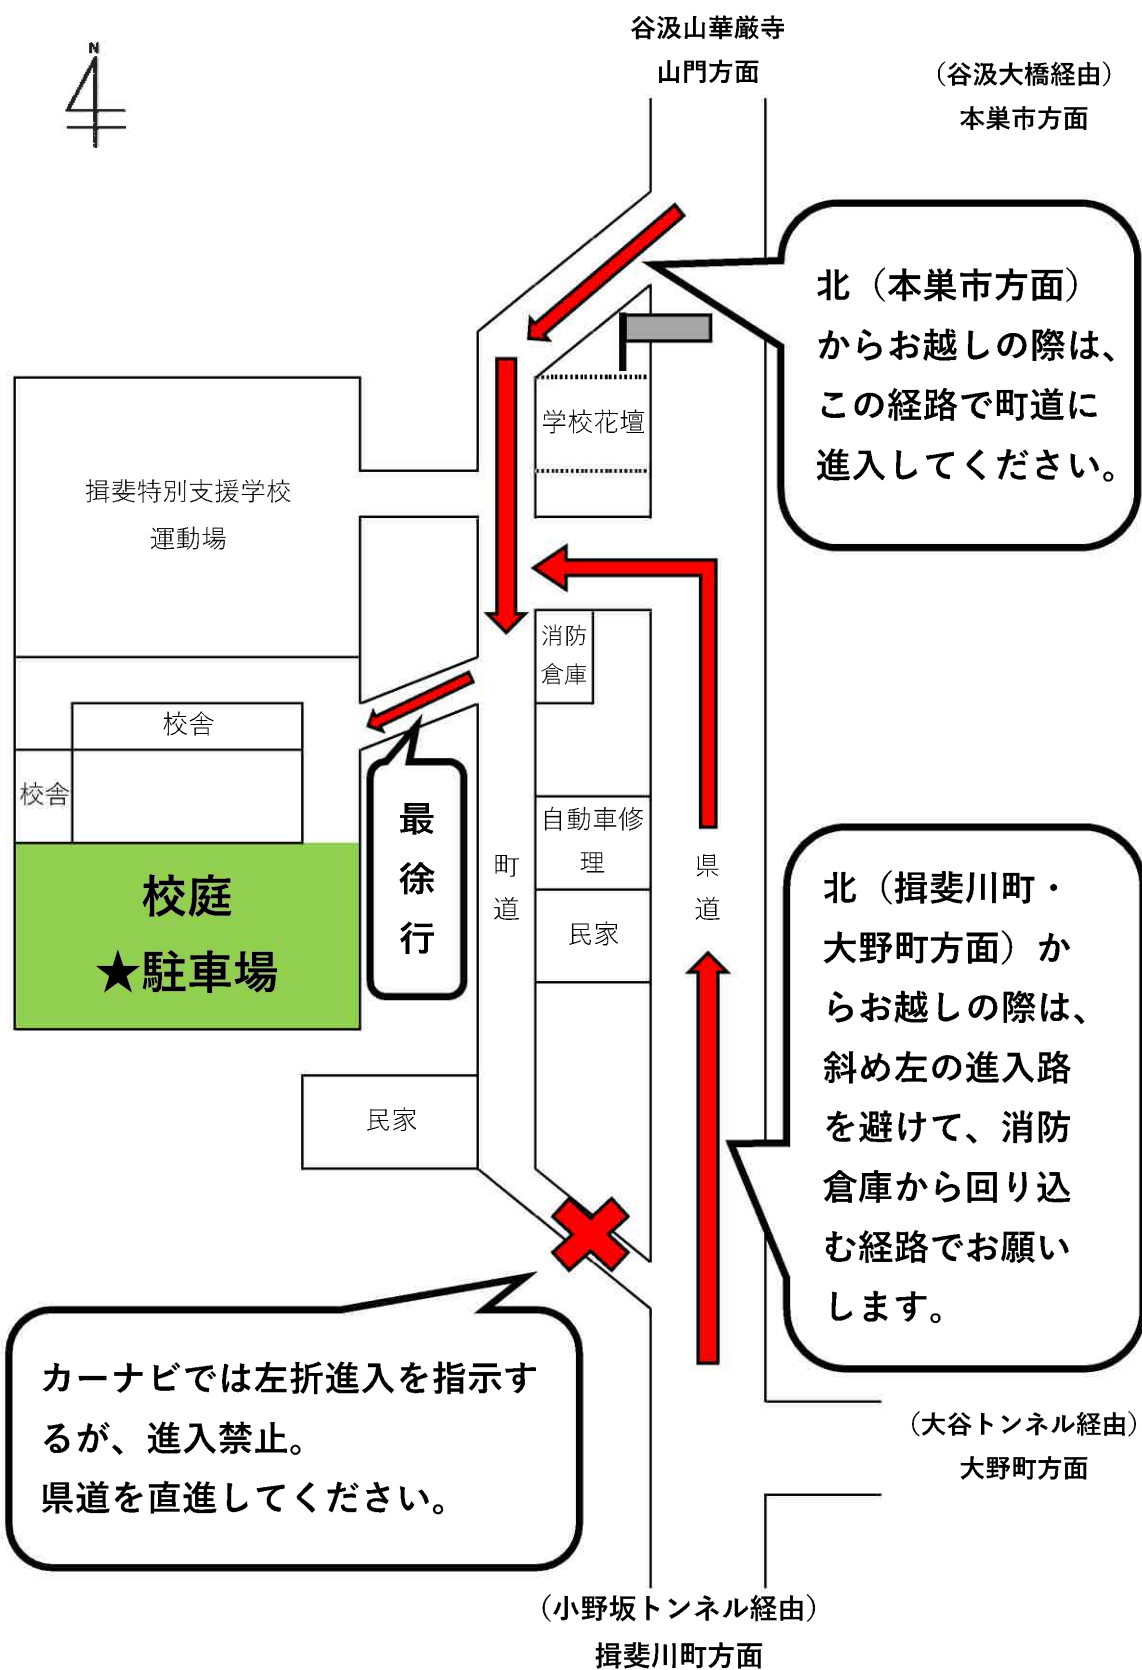 N
谷汲山華厳寺
山門方面
（谷汲大橋経由）
本巣市方面
北（本巣市方面）
からお越しの際は、
この経路で町道に
進入してください。
学校花壇
揖斐特別支援学校
運動場
消防
倉庫
校舎
校舎
最
徐
行
自動車修
理
町
道
県
道
民家
校庭
★駐車場
北（揖斐川町・
大野町方面）か
らお越しの際は、
斜め左の進入路
を避けて、消防
倉庫から回り込
む経路でお願い
します。
民家
カーナビでは左折進入を指示す
るが、進入禁止。
県道を直進してください。
（大谷トンネル経由）
大野町方面
（小野坂トンネル経由）
揖斐川町方面